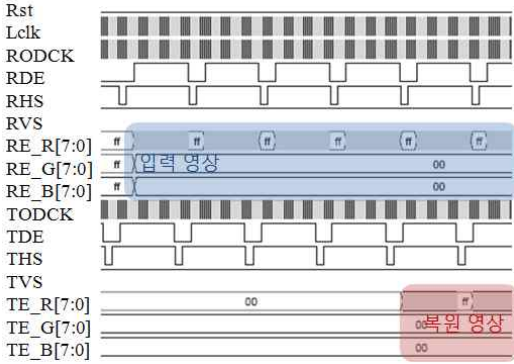 Rst
Lclk
RODCK
RDE
RHS
RVS
RE_R[7:0] ff ff ff ff ff ff
RE_G[7:0] ff 입력 영상 00
RE_B[7:0] ff 00
TODCK
TDE
THS
TVS
TE_R[7:0] 00 ff
TE_G[7:0] 00 복원 영상
TE_B[7:0] 00